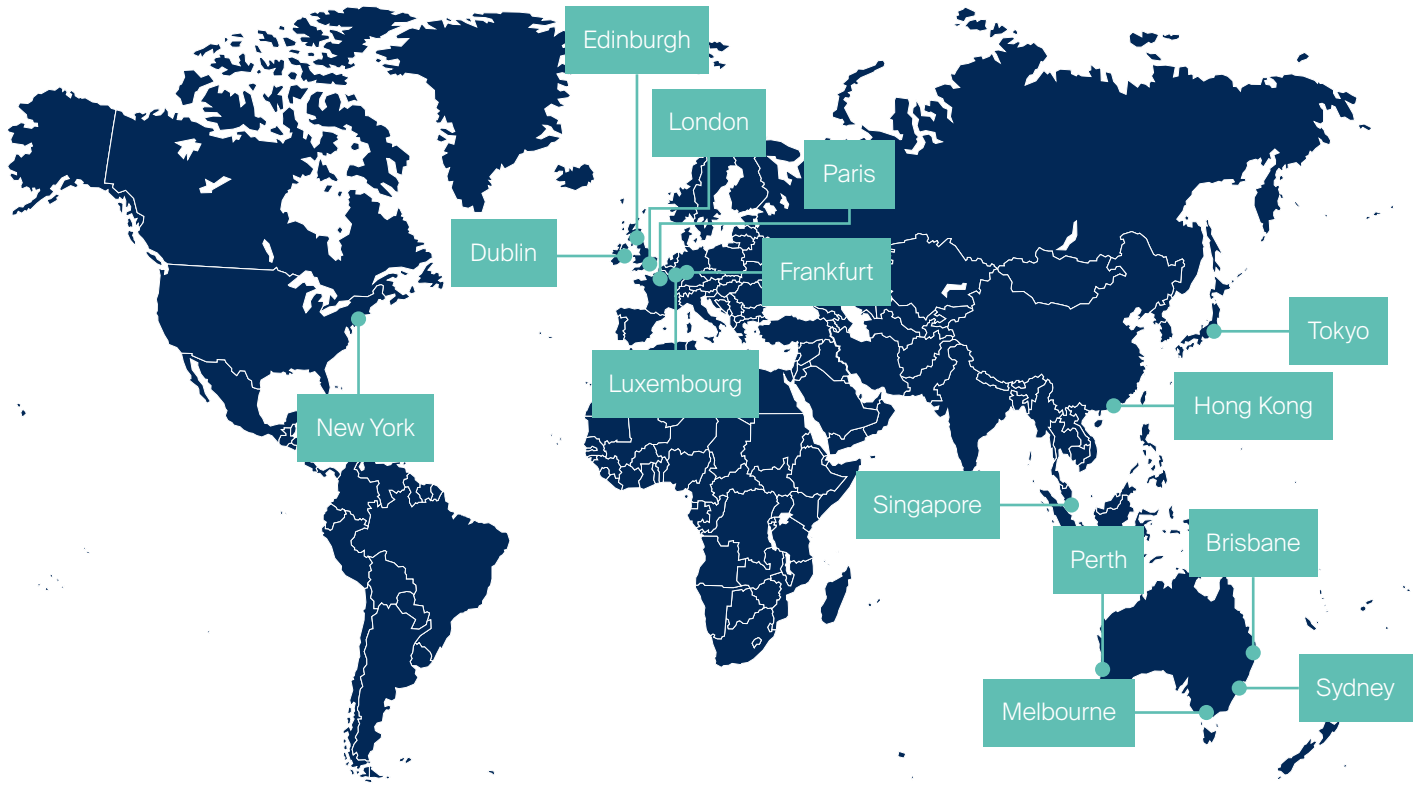 Edinburgh
London
Paris
Dublin
Frankfurt
Tokyo
Luxembourg
Hong Kong
New York
Singapore
Brisbane
Perth
Sydney
Melbourne